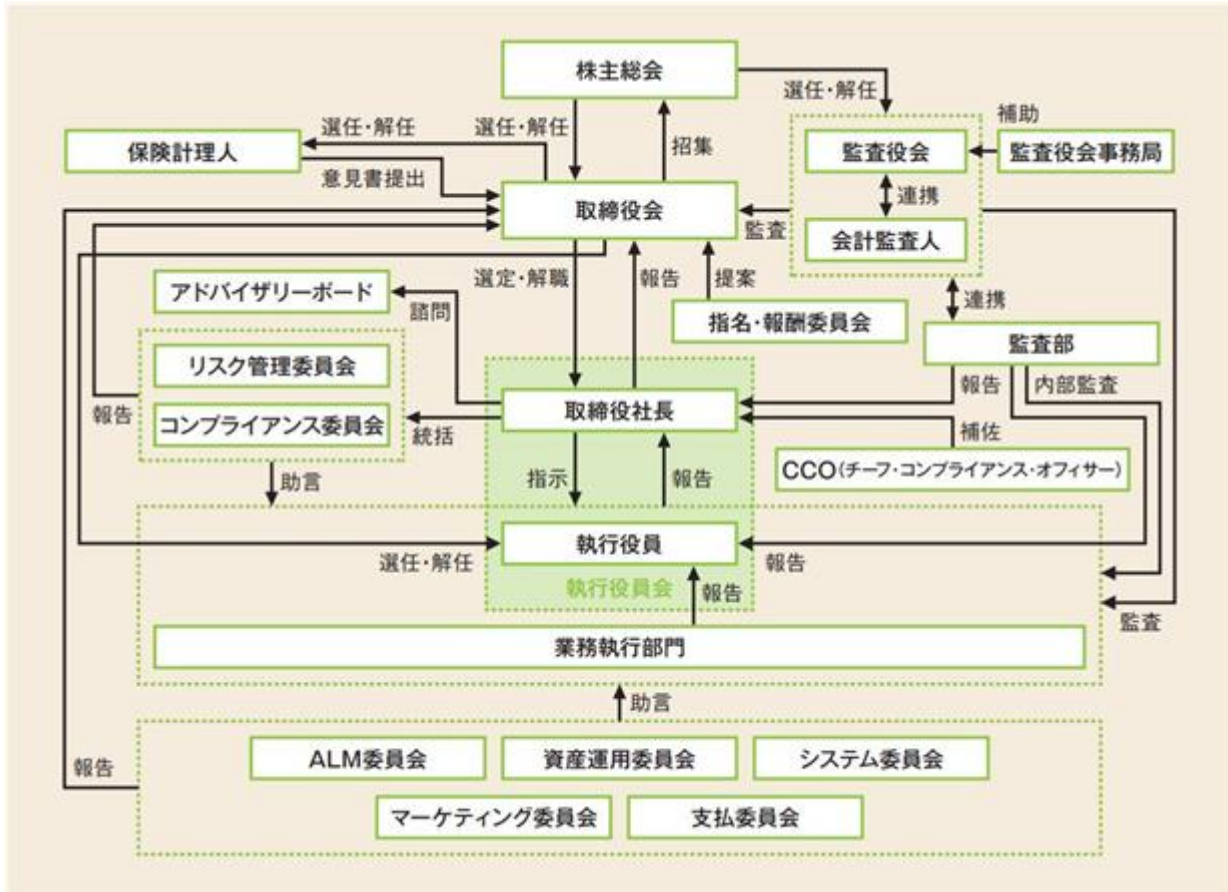 株主総会
選任・解任
選任・解任
選任・解任
招集
補助
保険計理人
監査役会
監査役会事務局
意見書提出
取締役会
監査
連携
会計監査人
選定・解職
報告
提案
アドバイザリーボード
諮問
指名・報酬委員会
連携
監査部
リスク管理委員会
報告
内部監査
報告
コンプライアンス委員会
統括
取締役社長
補佐
CCO(チーフ・コンプライアンス・オフィサー)
助言
指示
報告
執行役員
選任・解任
報告
執行役員会
報告
監査
業務執行部門
助言
ALM委員会
資産運用委員会
システム委員会
報告
マーケティング委員会
支払委員会